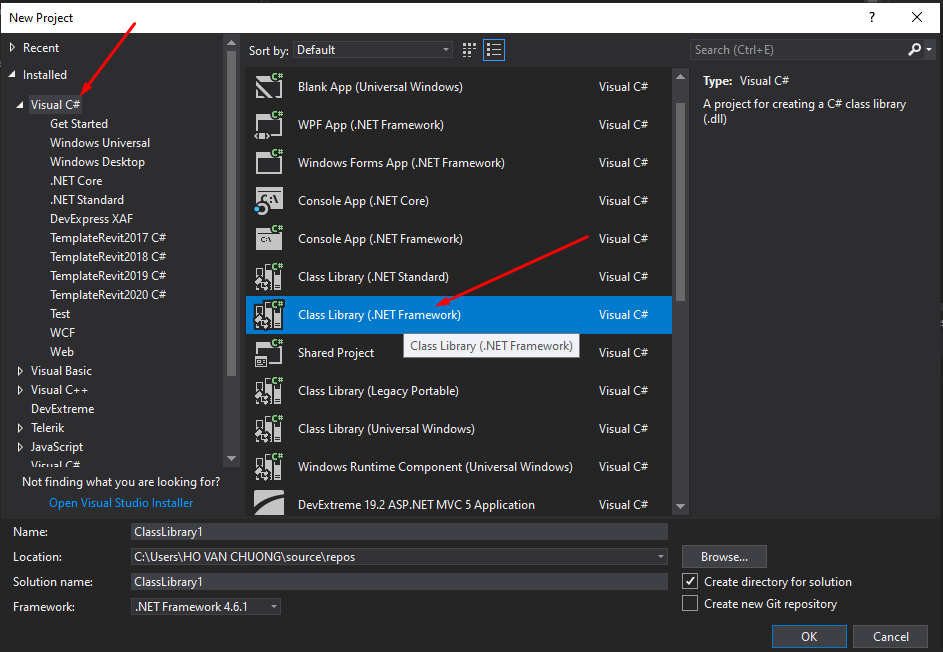 New Project
?
Recent
Installed
Visual C#
Get Started
Windows Universal
Windows Desktop
.NET Core
.NET Standard
DevExpress XAF
TemplateRevit2017 C#
TemplateRevit2018 C#
TemplateRevit2019 C#
TemplateRevit2020 C#
Test
WCF
Web
Visual Basic
Visual C++
DevExtreme
Telerik
JavaScript
Visual C#
Not finding what you are looking for?
Open Visual Studio Installer
Sort by: Default
Blank App (Universal Windows) Visual C#
WPF App (.NET Framework) Visual C#
Windows Forms App (.NET Framework) Visual C#
Console App (.NET Core) Visual C#
Console App (.NET Framework) Visual C#
Class Library (.NET Standard) Visual C#
Class Library (.NET Framework) Visual C#
Class Library (.NET Framework)
Shared Project Visual C#
Class Library (Legacy Portable) Visual C#
Class Library (Universal Windows) Visual C#
Windows Runtime Component (Universal Windows) Visual C#
DevExtreme 19.2 ASP.NET MVC 5 Application Visual C#
Search (Ctrl+E)
Type: Visual C#
A project for creating a C# class library
(.dll)
Name: ClassLibrary1
Location: C:\Users\HO VAN CHUONG\source\repos
Browse...
Solution name: ClassLibrary1
Create directory for solution
Framework: .NET Framework 4.6.1
Create new Git repository
OK
Cancel